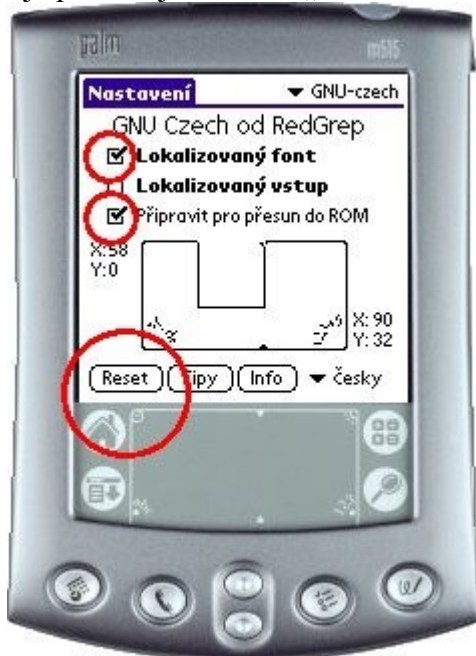 palm m515
Nastavení GNU-czech
GNU Czech od RedGrep
Lokalizovaný font
Lokalizovaný vstup
Připravit pro přesun do ROM
X:58
Y:0
X: 90
Y: 32
Reset Tipy Info česky